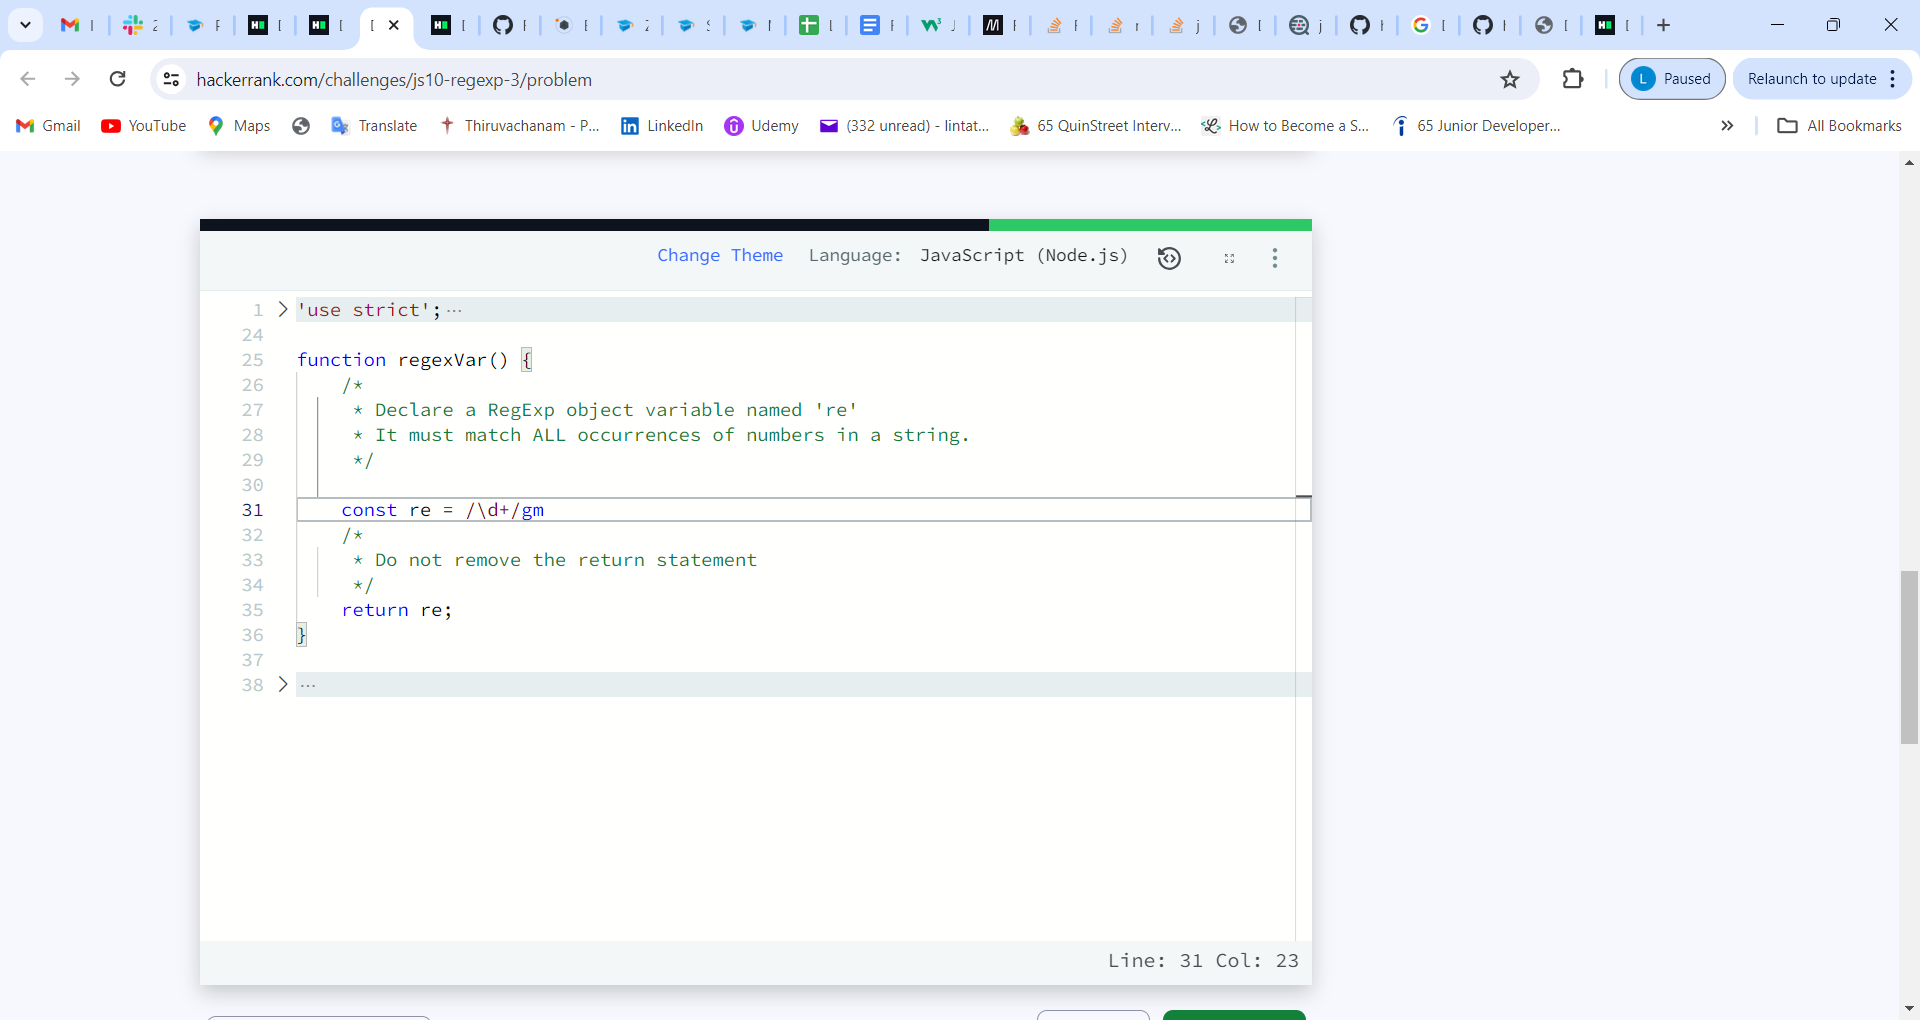 hackerrank.com/challenges/js10-regexp-3/problem
L Paused
Relaunch to update
Gmail
YouTube
Maps
Translate
Thiruvachanam - P...
LinkedIn
Udemy
(332 unread) - lintat...
65 QuinStreet Interv...
How to Become a S...
65 Junior Developer...
All Bookmarks
Change Theme Language: JavaScript (Node.js)
1 'use strict';...
24
25 function regexVar() {
26 /*
27 * Declare a RegExp object variable named 're'
28 * It must match ALL occurrences of numbers in a string.
29 */
30
31 const re = /\d+/gm
32 /*
33 * Do not remove the return statement
34 */
35 return re;
36 }
37
38 ...
Line: 31 Col: 23